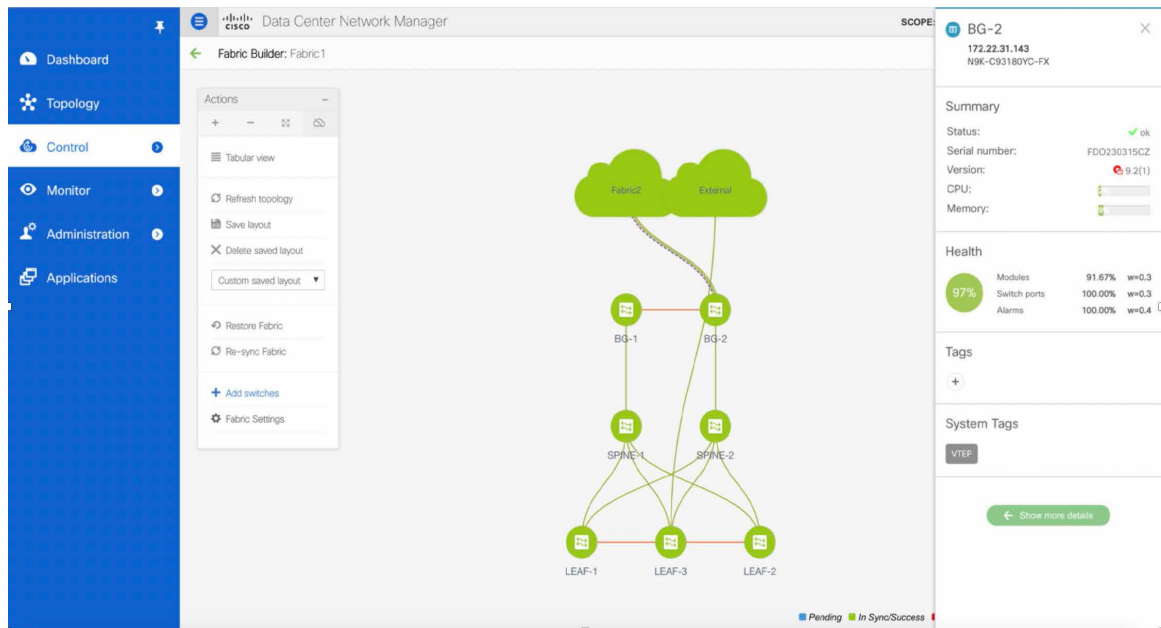 Dashboard
Topology
Control
Monitor
Administration
Applications
cisco Data Center Network Manager
SCOPE:
Fabric Builder: Fabric1
Actions
Tabular view
Refresh topology
Save layout
Delete saved layout
Custom saved layout
Restore Fabric
Re-sync Fabric
Add switches
Fabric Settings
Fabric2
External
BG-1
BG-2
SPINE-1
SPINE-2
LEAF-1
LEAF-3
LEAF-2
Pending
In Sync/Success
BG-2
172.22.31.143
N9K-C93180YC-FX
Summary
Status: ok
Serial number: FDO230315CZ
Version: 9.2(1)
CPU:
Memory:
Health
97%
Modules 91.67% w=0.3
Switch ports 100.00% w=0.3
Alarms 100.00% w=0.4
Tags
System Tags
VTEP
Show more details